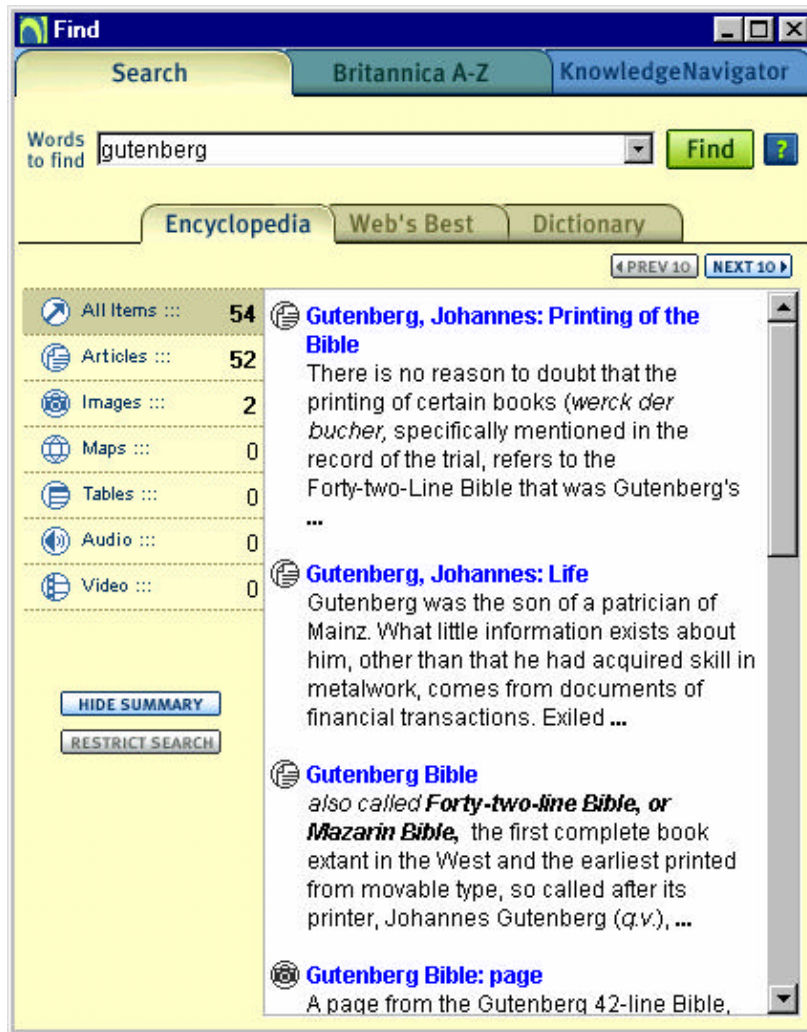 Find
Search Britannica A-Z KnowledgeNavigator
Words
to find gutenberg Find ?
Encyclopedia Web's Best Dictionary
PREV 10 NEXT 10
All Items ::: 54
Articles ::: 52
Images ::: 2
Maps ::: 0
Tables ::: 0
Audio ::: 0
Video ::: 0
HIDE SUMMARY
RESTRICT SEARCH
Gutenberg, Johannes: Printing of the
Bible
There is no reason to doubt that the
printing of certain books (werck der
bucher, specifically mentioned in the
record of the trial, refers to the
Forty-two-Line Bible that was Gutenberg's
...
Gutenberg, Johannes: Life
Gutenberg was the son of a patrician of
Mainz. What little information exists about
him, other than that he had acquired skill in
metalwork, comes from documents of
financial transactions. Exiled ...
Gutenberg Bible
also called Forty-two-line Bible, or
Mazarin Bible, the first complete book
extant in the West and the earliest printed
from movable type, so called after its
printer, Johannes Gutenberg (q.v.), ...
Gutenberg Bible: page
A page from the Gutenberg 42-line Bible,